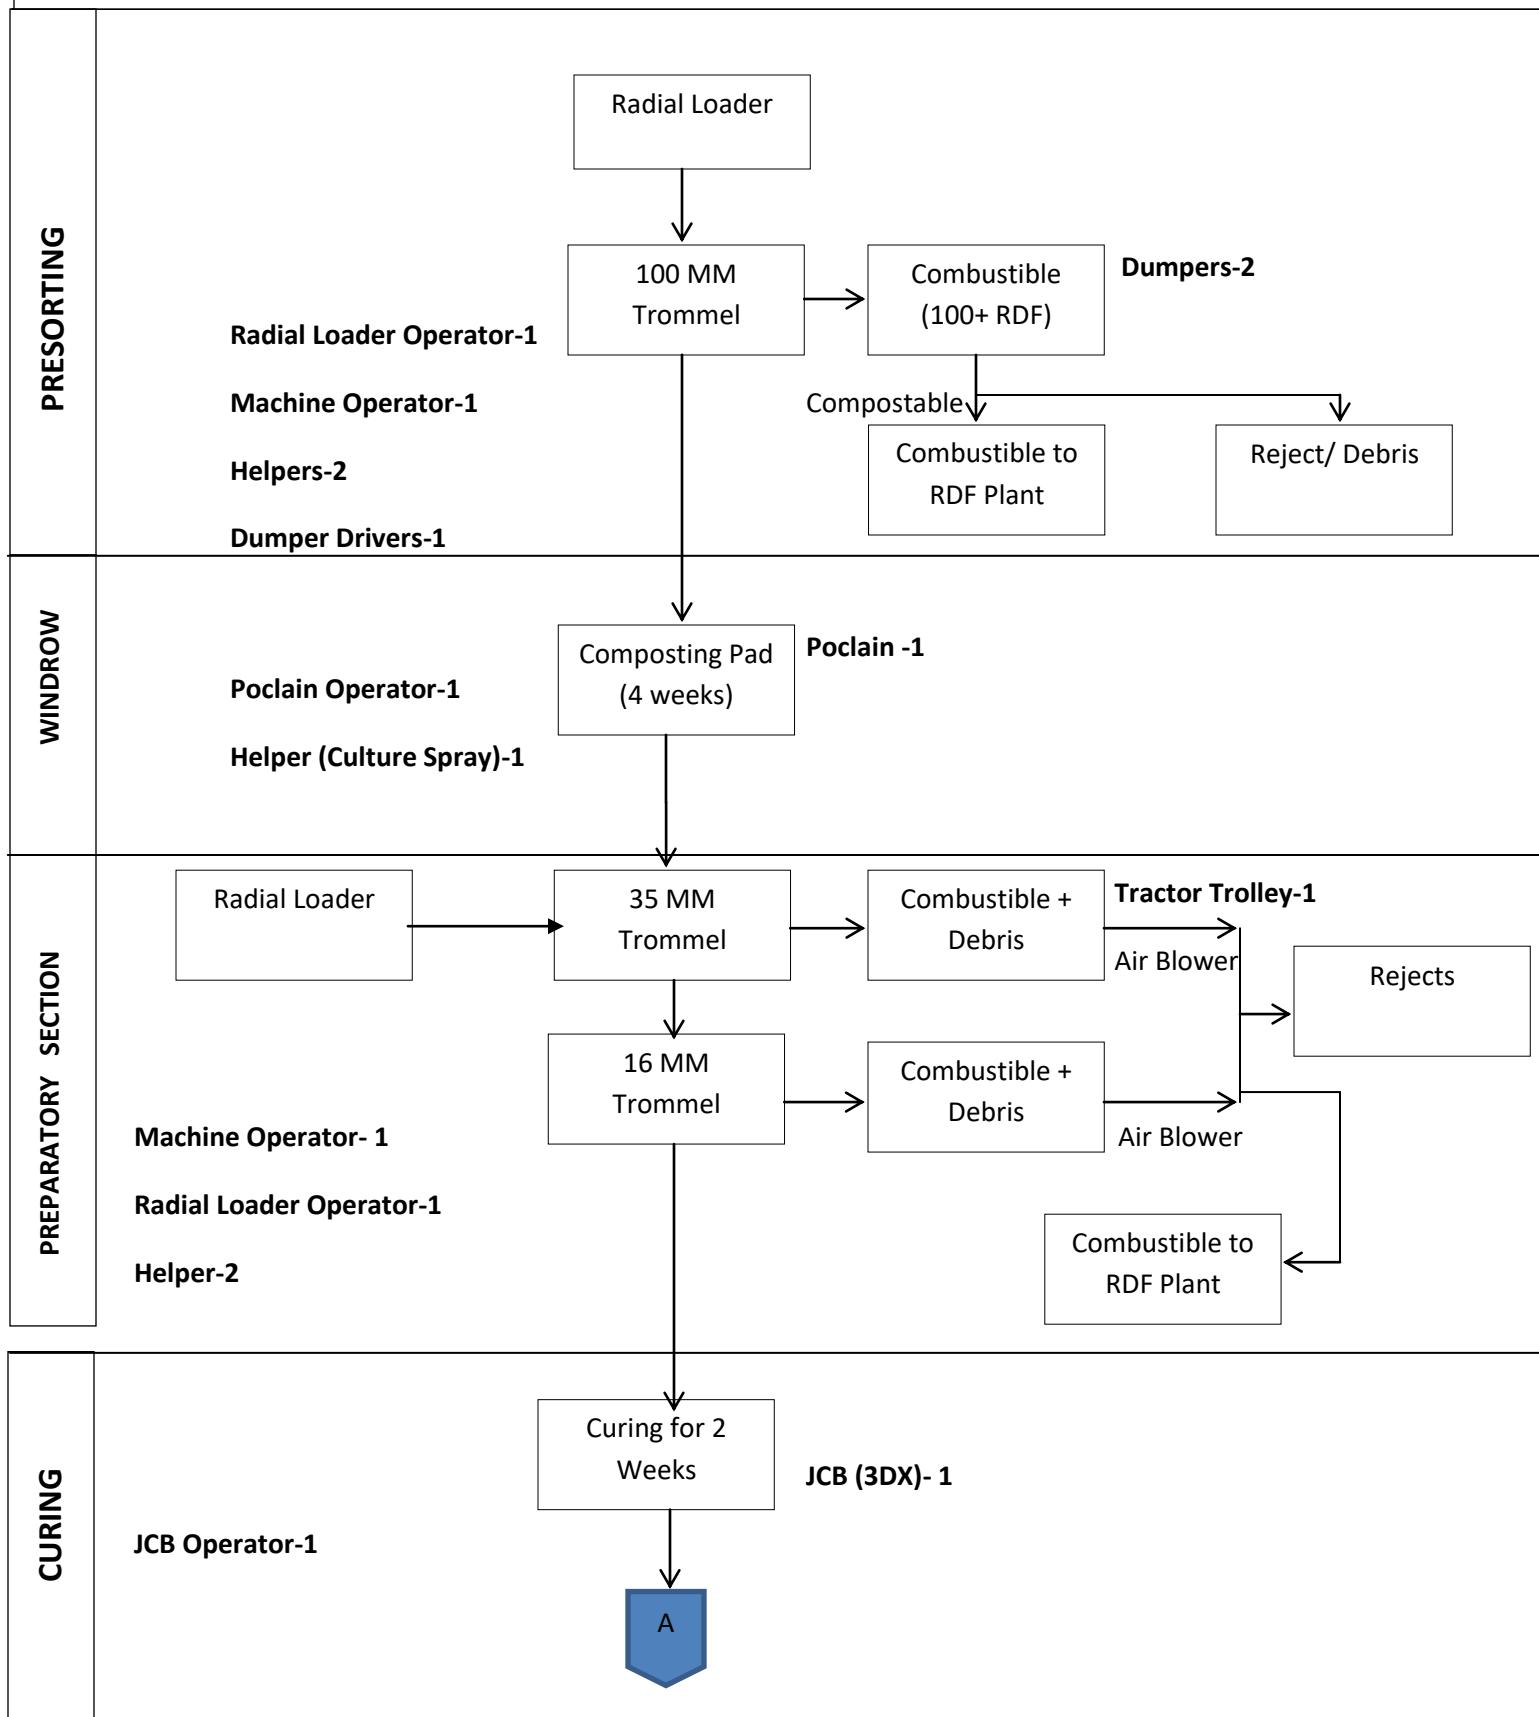 PRESORTING
Radial Loader
100 MM
Trommel
Combustible
(100+ RDF)
Dumpers-2
Radial Loader Operator-1
Machine Operator-1
Helpers-2
Dumper Drivers-1
Compostable
Combustible to
RDF Plant
Reject/ Debris
WINDROW
Composting Pad
(4 weeks)
Poclain -1
Poclain Operator-1
Helper (Culture Spray)-1
PREPARATORY SECTION
Radial Loader
35 MM
Trommel
Combustible +
Debris
Tractor Trolley-1
Air Blower
Rejects
16 MM
Trommel
Combustible +
Debris
Air Blower
Machine Operator- 1
Radial Loader Operator-1
Helper-2
Combustible to
RDF Plant
CURING
Curing for 2
Weeks
JCB (3DX)- 1
JCB Operator-1
A